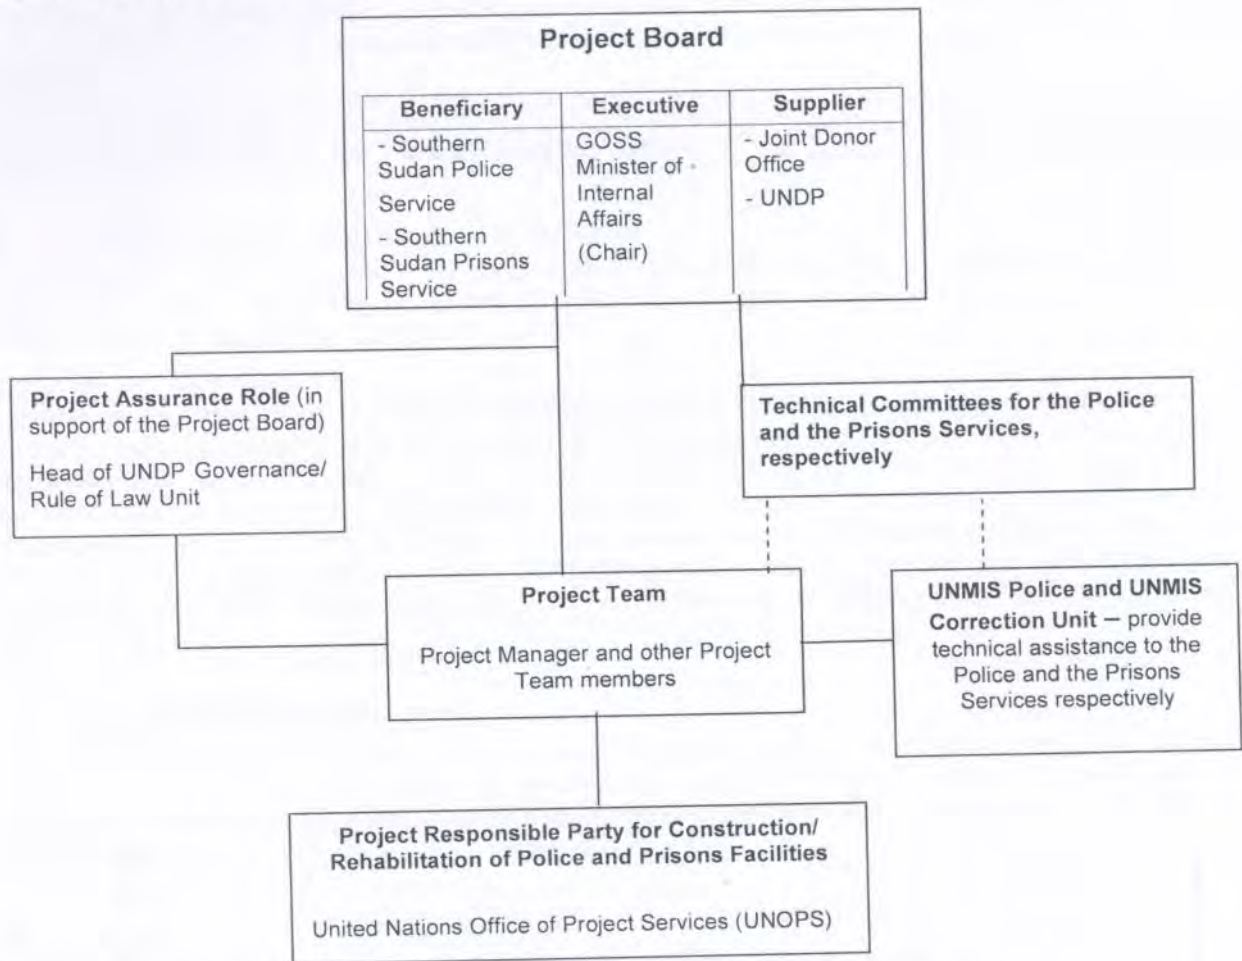 Project Board
Beneficiary
Executive
Supplier
- Southern
Sudan Police
Service
- Southern
Sudan Prisons
Service
GOSS
Minister of
Internal
Affairs
(Chair)
- Joint Donor
Office
- UNDP
Project Assurance Role (in
support of the Project Board)
Head of UNDP Governance/
Rule of Law Unit
Technical Committees for the Police
and the Prisons Services,
respectively
Project Team
Project Manager and other Project
Team members
UNMIS Police and UNMIS
Correction Unit – provide
technical assistance to the
Police and the Prisons
Services respectively
Project Responsible Party for Construction/
Rehabilitation of Police and Prisons Facilities
United Nations Office of Project Services (UNOPS)